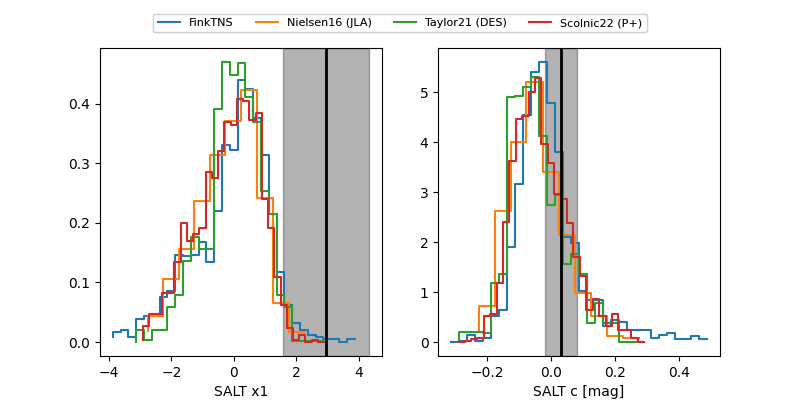 FinkTNS Nielsen16 (JLA) Taylor21 (DES) Scolnic22 (P+)
0.4
0.3
0.2
0.1
0.0
−4 −2 0 2 4
SALT x1
5
4
3
2
1
0
−0.2 0.0 0.2 0.4
SALT c [mag]